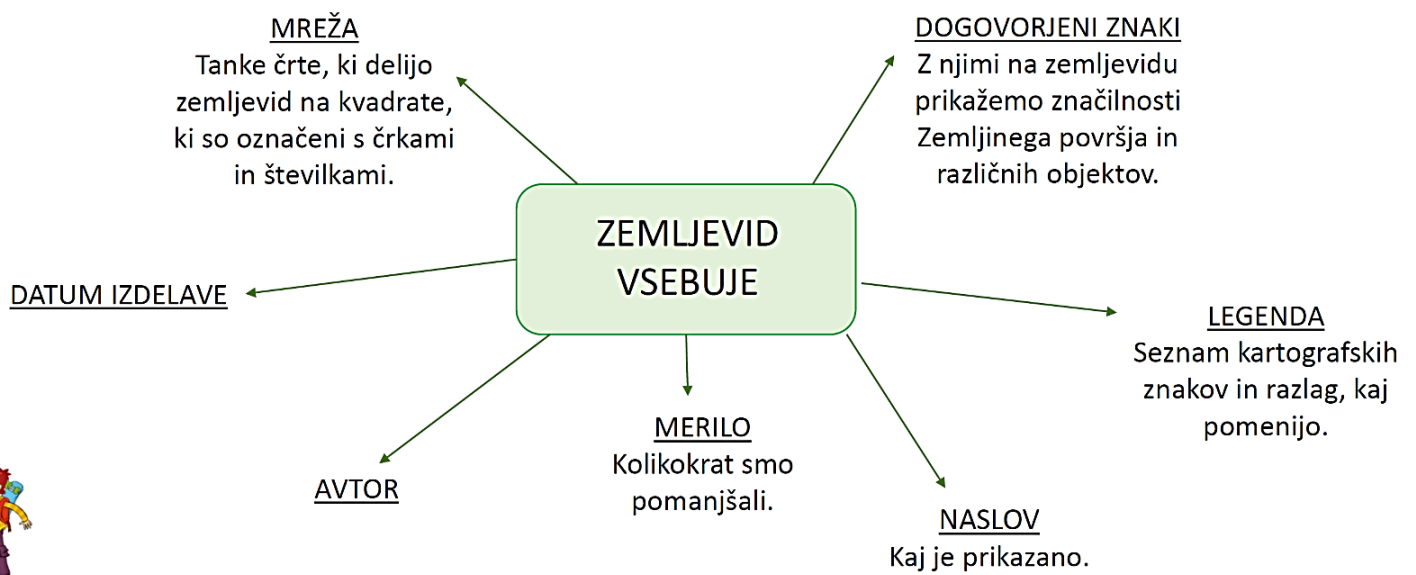 MREŽA
Tanke črte, ki delijo
zemljevid na kvadrate,
ki so označeni s črkami
in številkami.
DOGOVORJENI ZNAKI
Z njimi na zemljevidu
prikažemo značilnosti
Zemljinega površja in
različnih objektov.
ZEMLJEVID
VSEBUJE
DATUM IZDELAVE
LEGENDA
Seznam kartografskih
znakov in razlag, kaj
pomenijo.
MERILO
Kolikokrat smo
pomanjšali.
AVTOR
NASLOV
Kaj je prikazano.